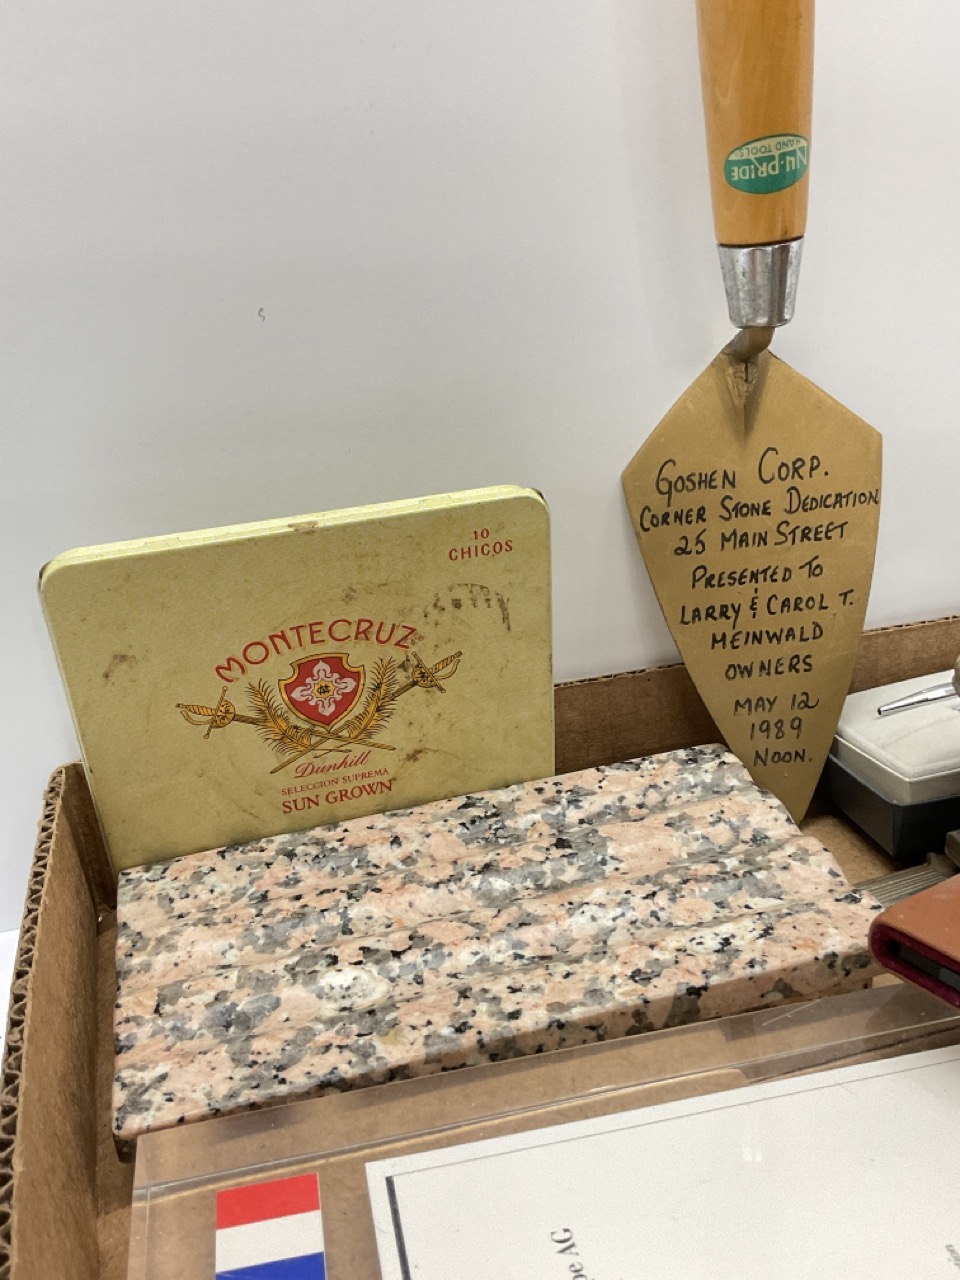 NU-PRIDE
HAND TOOLS
GOSHEN CORP.
CORNER STONE DEDICATION
25 MAIN STREET
PRESENTED TO
LARRY & CAROL T.
MEINWALD
OWNERS
MAY 12
1989
NOON.
10
CHICOS
MONTECRUZ
Dunhill
SELECCION SUPREMA
SUN GROWN
AG